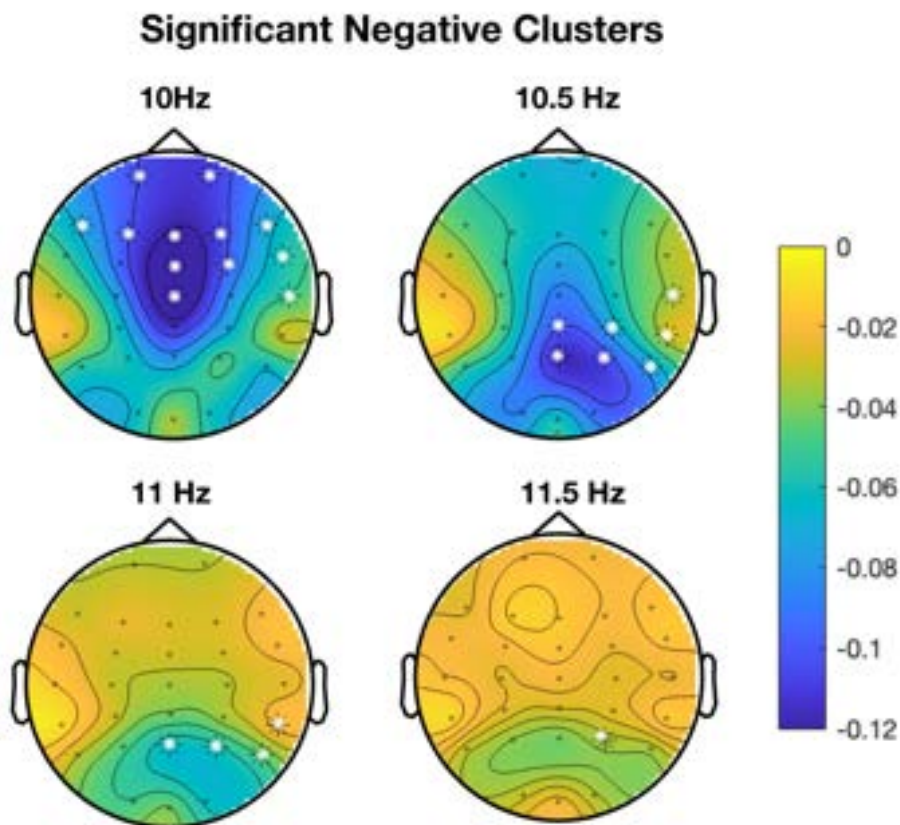 Significant Negative Clusters
10Hz
10.5 Hz
0
-0.02
-0.04
-0.06
-0.08
-0.1
-0.12
11 Hz
11.5 Hz